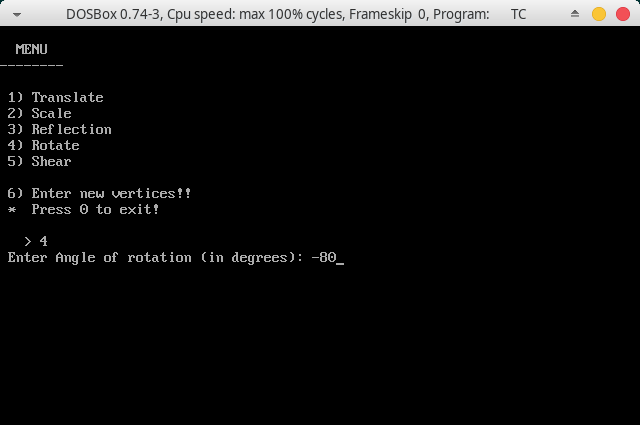 DOSBox 0.74-3, Cpu speed: max 100% cycles, Frameskip 0, Program: TC
MENU
--------
1) Translate
2) Scale
3) Reflection
4) Rotate
5) Shear
6) Enter new vertices!!
* Press 0 to exit!
> 4
Enter Angle of rotation (in degrees): -80_